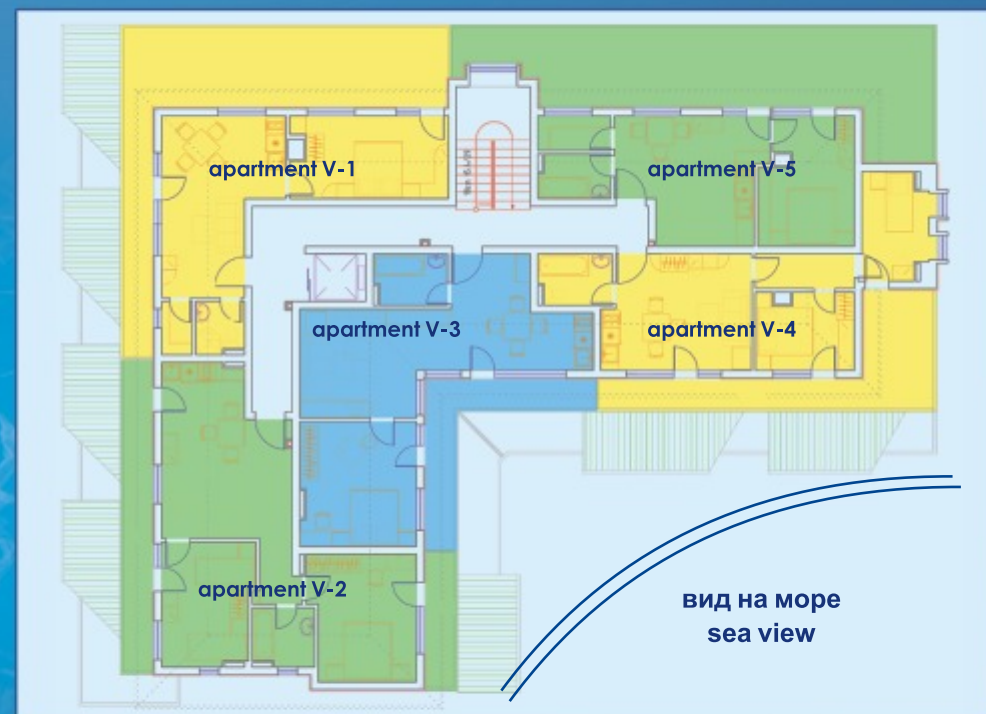 apartment V-1
apartment V-5
apartment V-3
apartment V-4
apartment V-2
вид на море
sea view